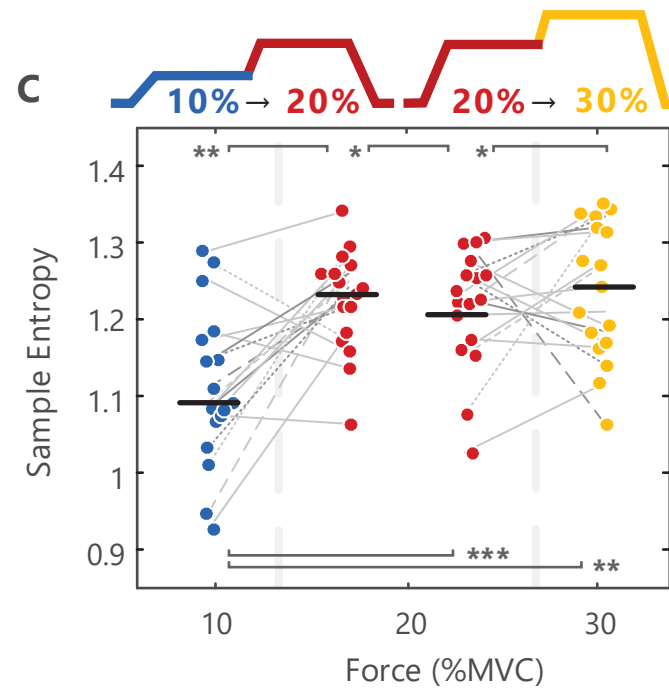 C
10% → 20%
20% → 30%
** * *
1.4
1.3
1.2
1.1
1
0.9
Sample Entropy
***
**
10 20 30
Force (%MVC)